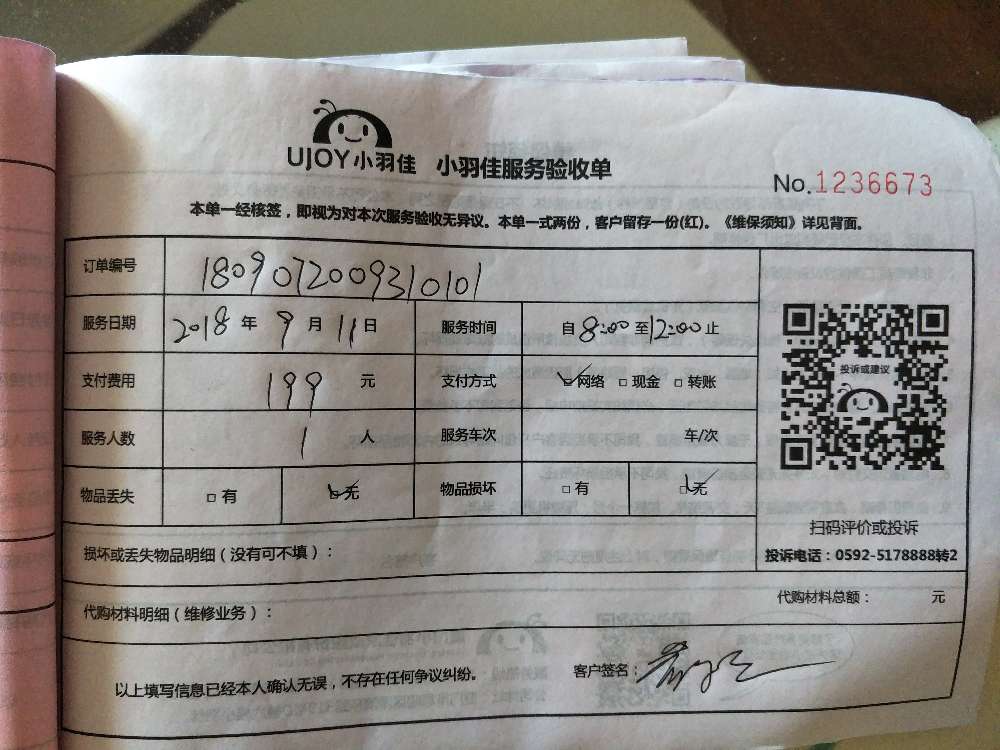 UJOY小羽佳 小羽佳服务验收单
No.1236673
本单一经核签，即视为对本次服务验收无异议。本单一式两份，客户留存一份(红)。《维保须知》详见背面。
订单编号 180907200931010​1
服务日期 2018 年 9 月 11 日 服务时间 自 8:00 至 12:00 止
支付费用 199 元 支付方式 ☑网络 □现金 □转账
投诉或建议
服务人数 1 人 服务车次 车/次
物品丢失 □有 ☑无 物品损坏 □有 ☑无
扫码评价或投诉
投诉电话：0592-5178888转2
损坏或丢失物品明细（没有可不填）：
代购材料明细（维修业务）： 代购材料总额： 元
以上填写信息已经本人确认无误，不存在任何争议纠纷。 客户签名：